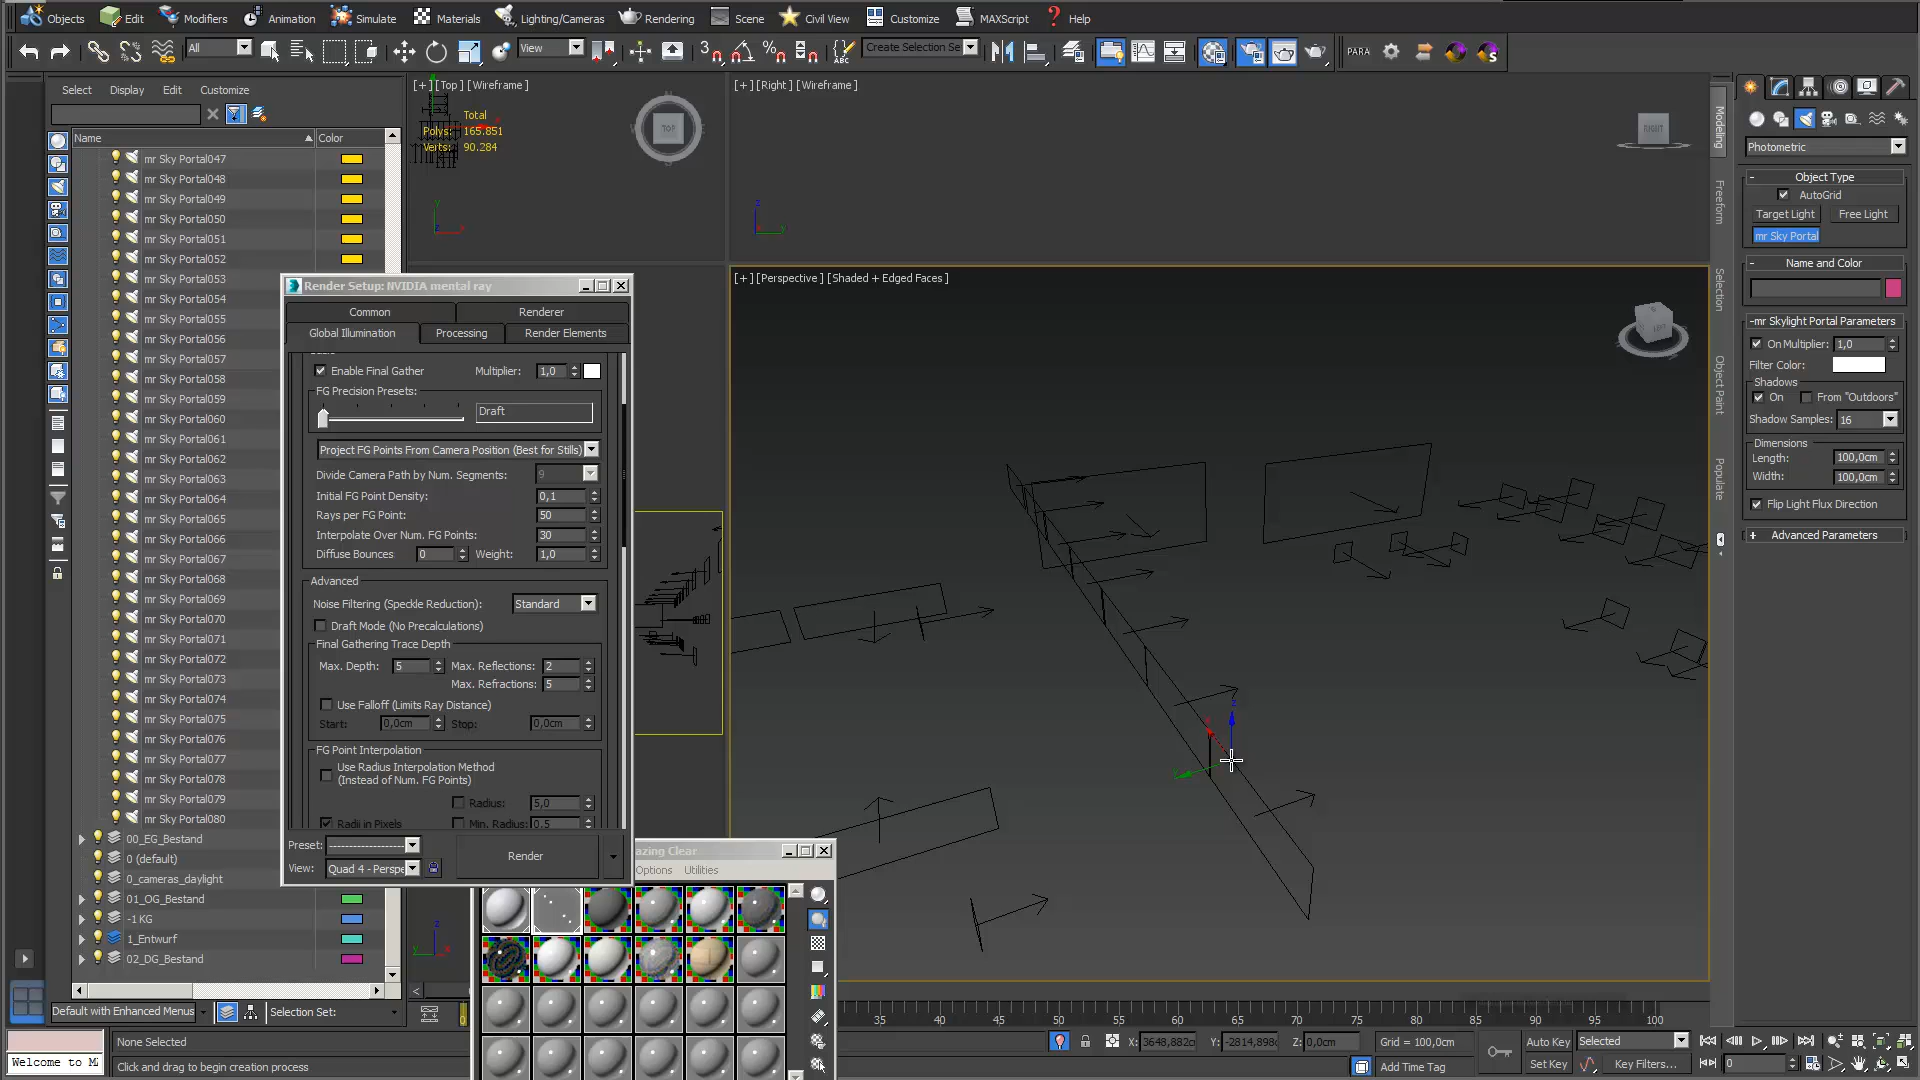 Objects Edit Modifiers Animation Simulate Materials Lighting/Cameras Rendering Scene Civil View Customize MAXScript Help
All View Create Selection Se PARA
Select Display Edit Customize
Name Color
mr Sky Portal047
mr Sky Portal048
mr Sky Portal049
mr Sky Portal050
mr Sky Portal051
mr Sky Portal052
mr Sky Portal053
mr Sky Portal054
mr Sky Portal055
mr Sky Portal056
mr Sky Portal057
mr Sky Portal058
mr Sky Portal059
mr Sky Portal060
mr Sky Portal061
mr Sky Portal062
mr Sky Portal063
mr Sky Portal064
mr Sky Portal065
mr Sky Portal066
mr Sky Portal067
mr Sky Portal068
mr Sky Portal069
mr Sky Portal070
mr Sky Portal071
mr Sky Portal072
mr Sky Portal073
mr Sky Portal074
mr Sky Portal075
mr Sky Portal076
mr Sky Portal077
mr Sky Portal078
mr Sky Portal079
mr Sky Portal080
00_EG_Bestand
0 (default)
0_cameras_daylight
01_OG_Bestand
-1 KG
1_Entwurf
02_DG_Bestand
Default with Enhanced Menus Selection Set:
[+] [Top ] [Wireframe ]
Total
Polys: 165.851
Verts: 90.284
TOP
[+] [Right ] [Wireframe ]
RIGHT
[+] [Perspective ] [Shaded + Edged Faces ]
Render Setup: NVIDIA mental ray
Common Renderer
Global Illumination Processing Render Elements
Enable Final Gather Multiplier: 1,0
FG Precision Presets:
Draft
Project FG Points From Camera Position (Best for Stills)
Divide Camera Path by Num. Segments: 9
Initial FG Point Density: 0,1
Rays per FG Point: 50
Interpolate Over Num. FG Points: 30
Diffuse Bounces 0 Weight: 1,0
Advanced
Noise Filtering (Speckle Reduction): Standard
Draft Mode (No Precalculations)
Final Gathering Trace Depth
Max. Depth: 5 Max. Reflections: 2
Max. Refractions: 5
Use Falloff (Limits Ray Distance)
Start: 0,0cm Stop: 0,0cm
FG Point Interpolation
Use Radius Interpolation Method
(Instead of Num. FG Points)
Radius: 5,0
Radii in Pixels Min. Radius: 0,5
Preset: --------------------
View: Quad 4 - Perspe Render
azing Clear
Options Utilities
Modeling
Freeform
Selection
Object Paint
Populate
Photometric
Object Type
AutoGrid
Target Light Free Light
mr Sky Portal
Name and Color
mr Skylight Portal Parameters
On Multiplier: 1,0
Filter Color:
Shadows
On From "Outdoors"
Shadow Samples: 16
Dimensions
Length: 100,0cm
Width: 100,0cm
Flip Light Flux Direction
+ Advanced Parameters
35 40 45 50 55 60 65 70 75 80 85 90 95 100
None Selected X: 3648,882c Y: -2814,898c Z: 0,0cm Grid = 100,0cm Auto Key Selected
Welcome to M Click and drag to begin creation process Add Time Tag Set Key Key Filters... 0